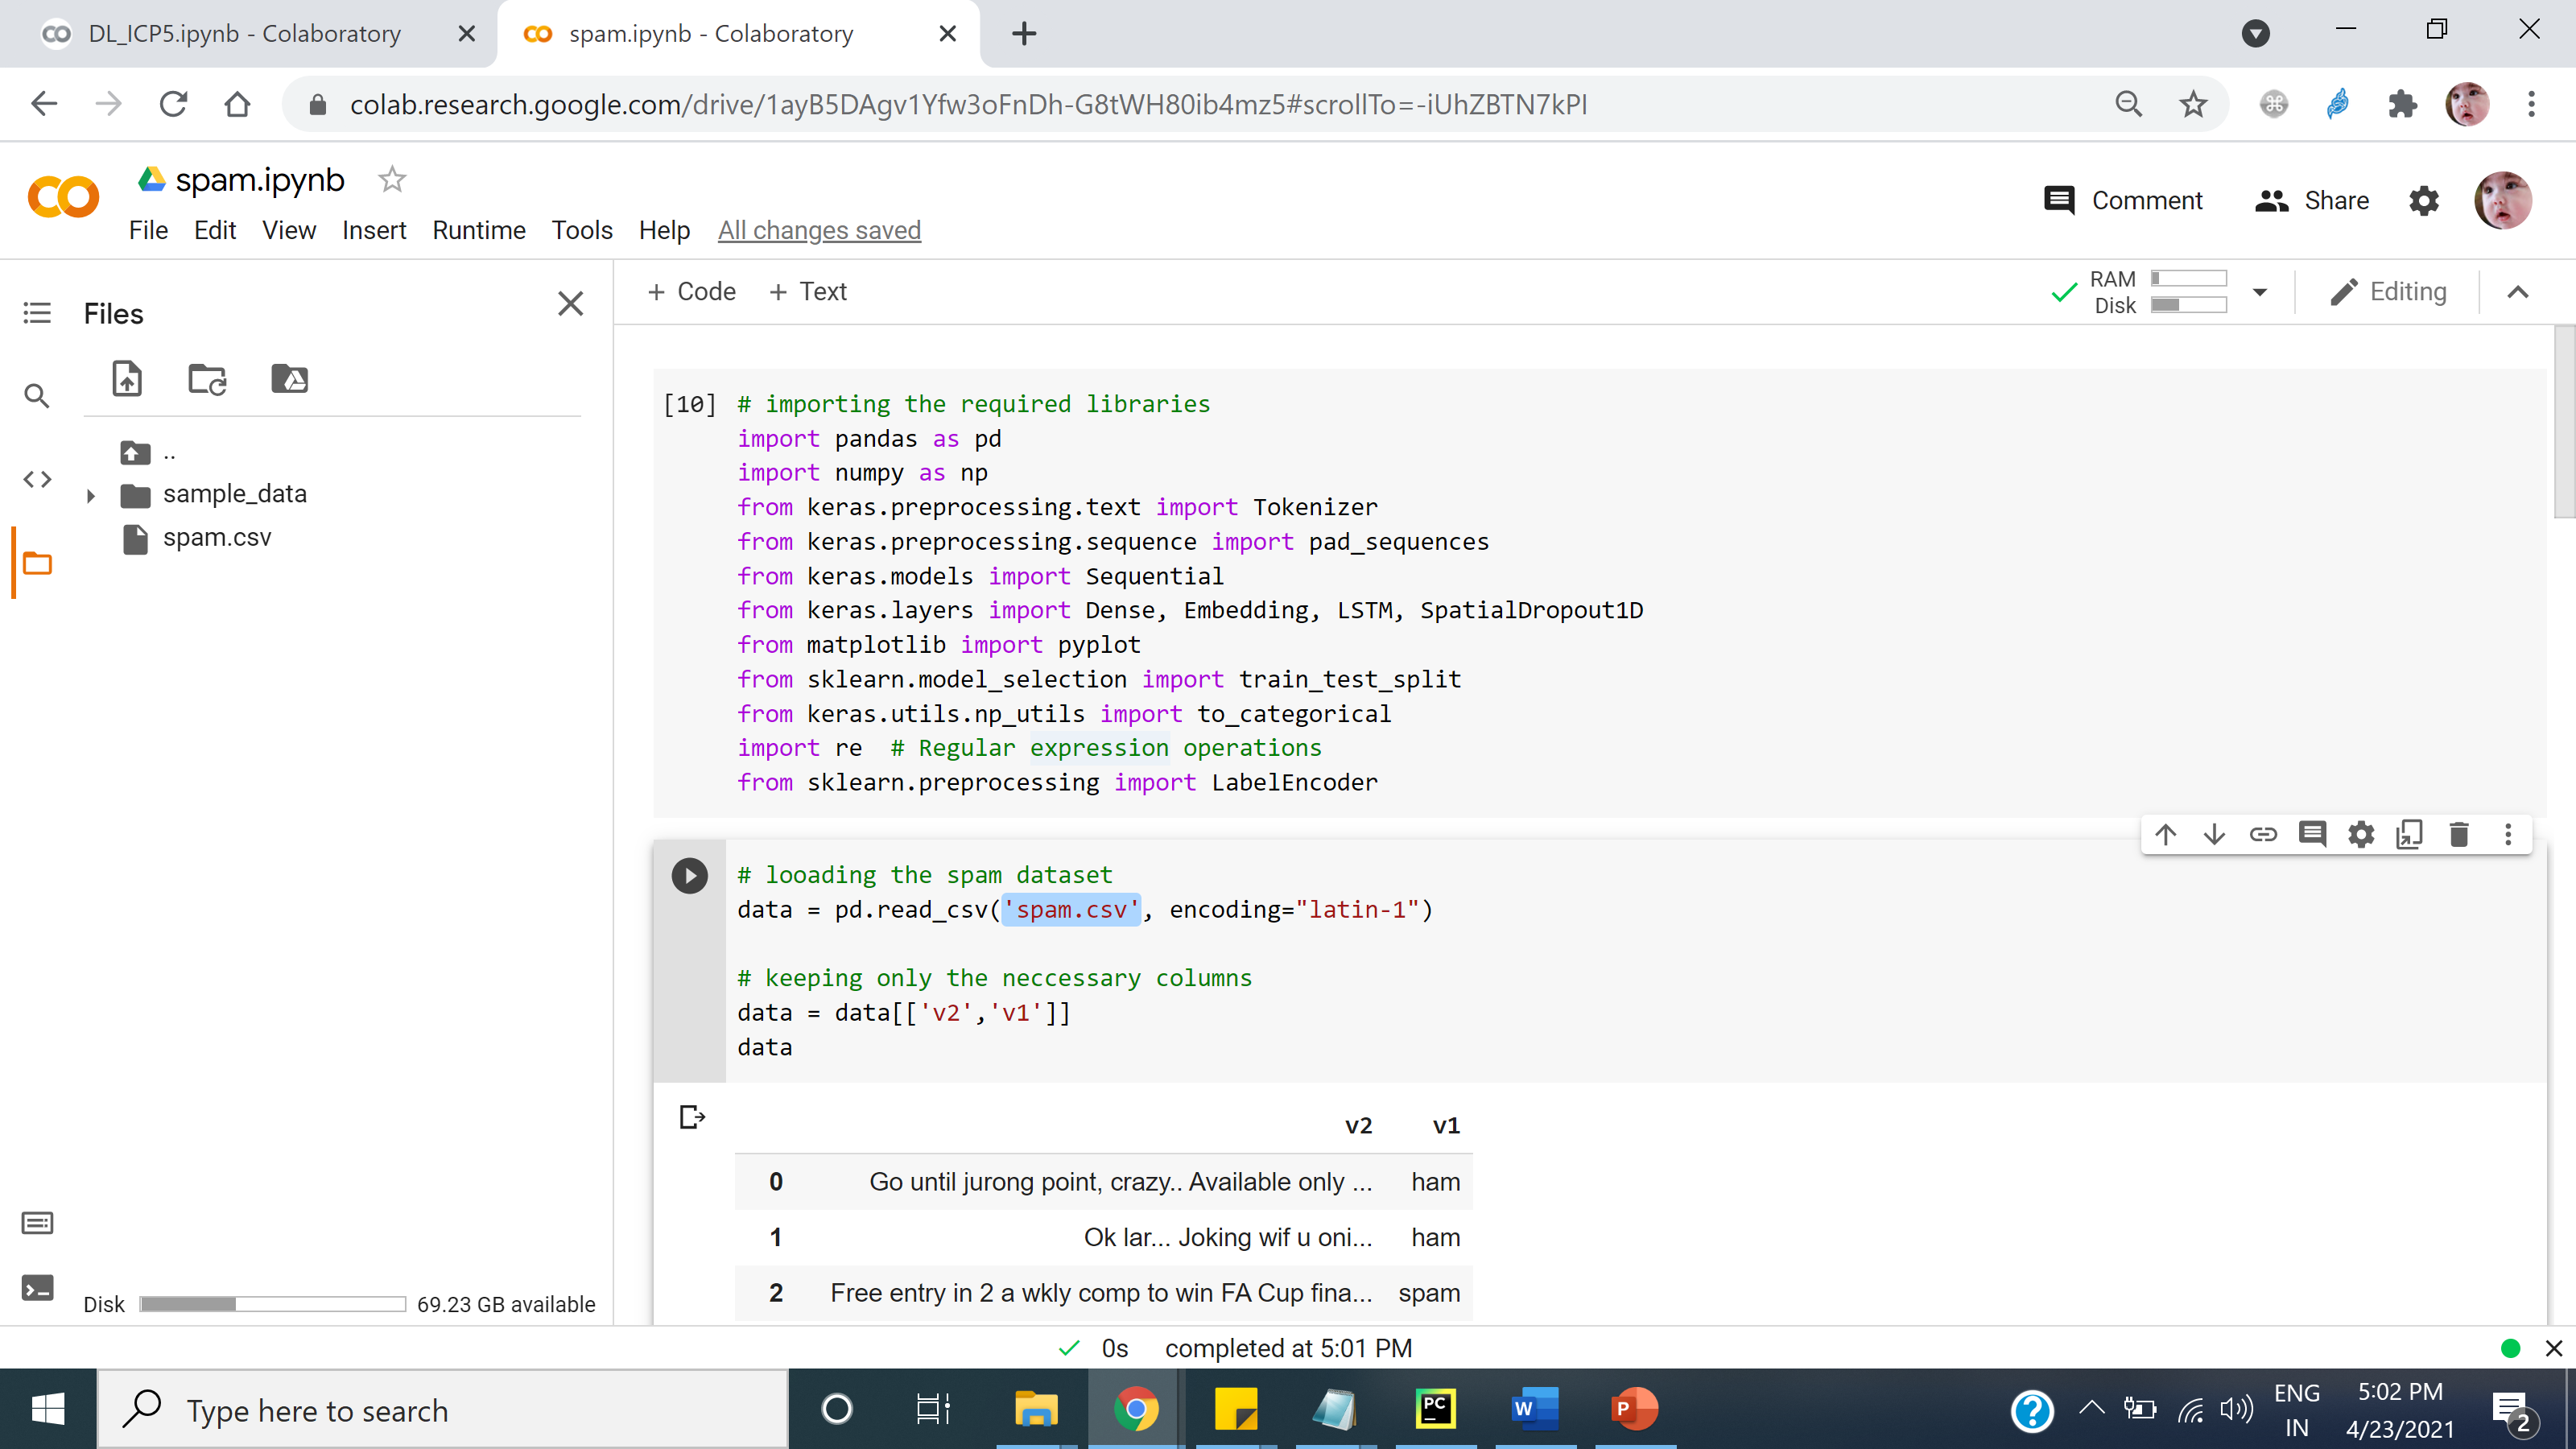 DL_ICP5.ipynb - Colaboratory
spam.ipynb - Colaboratory
colab.research.google.com/drive/1ayB5DAgv1Yfw3oFnDh-G8tWH80ib4mz5#scrollTo=-iUhZBTN7kPI
spam.ipynb
Comment
Share
File Edit View Insert Runtime Tools Help All changes saved
Files
+ Code + Text
RAM
Disk
Editing
..
sample_data
spam.csv
[10] # importing the required libraries
import pandas as pd
import numpy as np
from keras.preprocessing.text import Tokenizer
from keras.preprocessing.sequence import pad_sequences
from keras.models import Sequential
from keras.layers import Dense, Embedding, LSTM, SpatialDropout1D
from matplotlib import pyplot
from sklearn.model_selection import train_test_split
from keras.utils.np_utils import to_categorical
import re  # Regular expression operations
from sklearn.preprocessing import LabelEncoder
# looading the spam dataset
data = pd.read_csv('spam.csv', encoding="latin-1")
# keeping only the neccessary columns
data = data[['v2','v1']]
data
v2 v1
0 Go until jurong point, crazy.. Available only ... ham
1 Ok lar... Joking wif u oni... ham
2 Free entry in 2 a wkly comp to win FA Cup fina... spam
Disk 69.23 GB available
0s completed at 5:01 PM
Type here to search
PC
W
P
ENG
IN
5:02 PM
4/23/2021
2